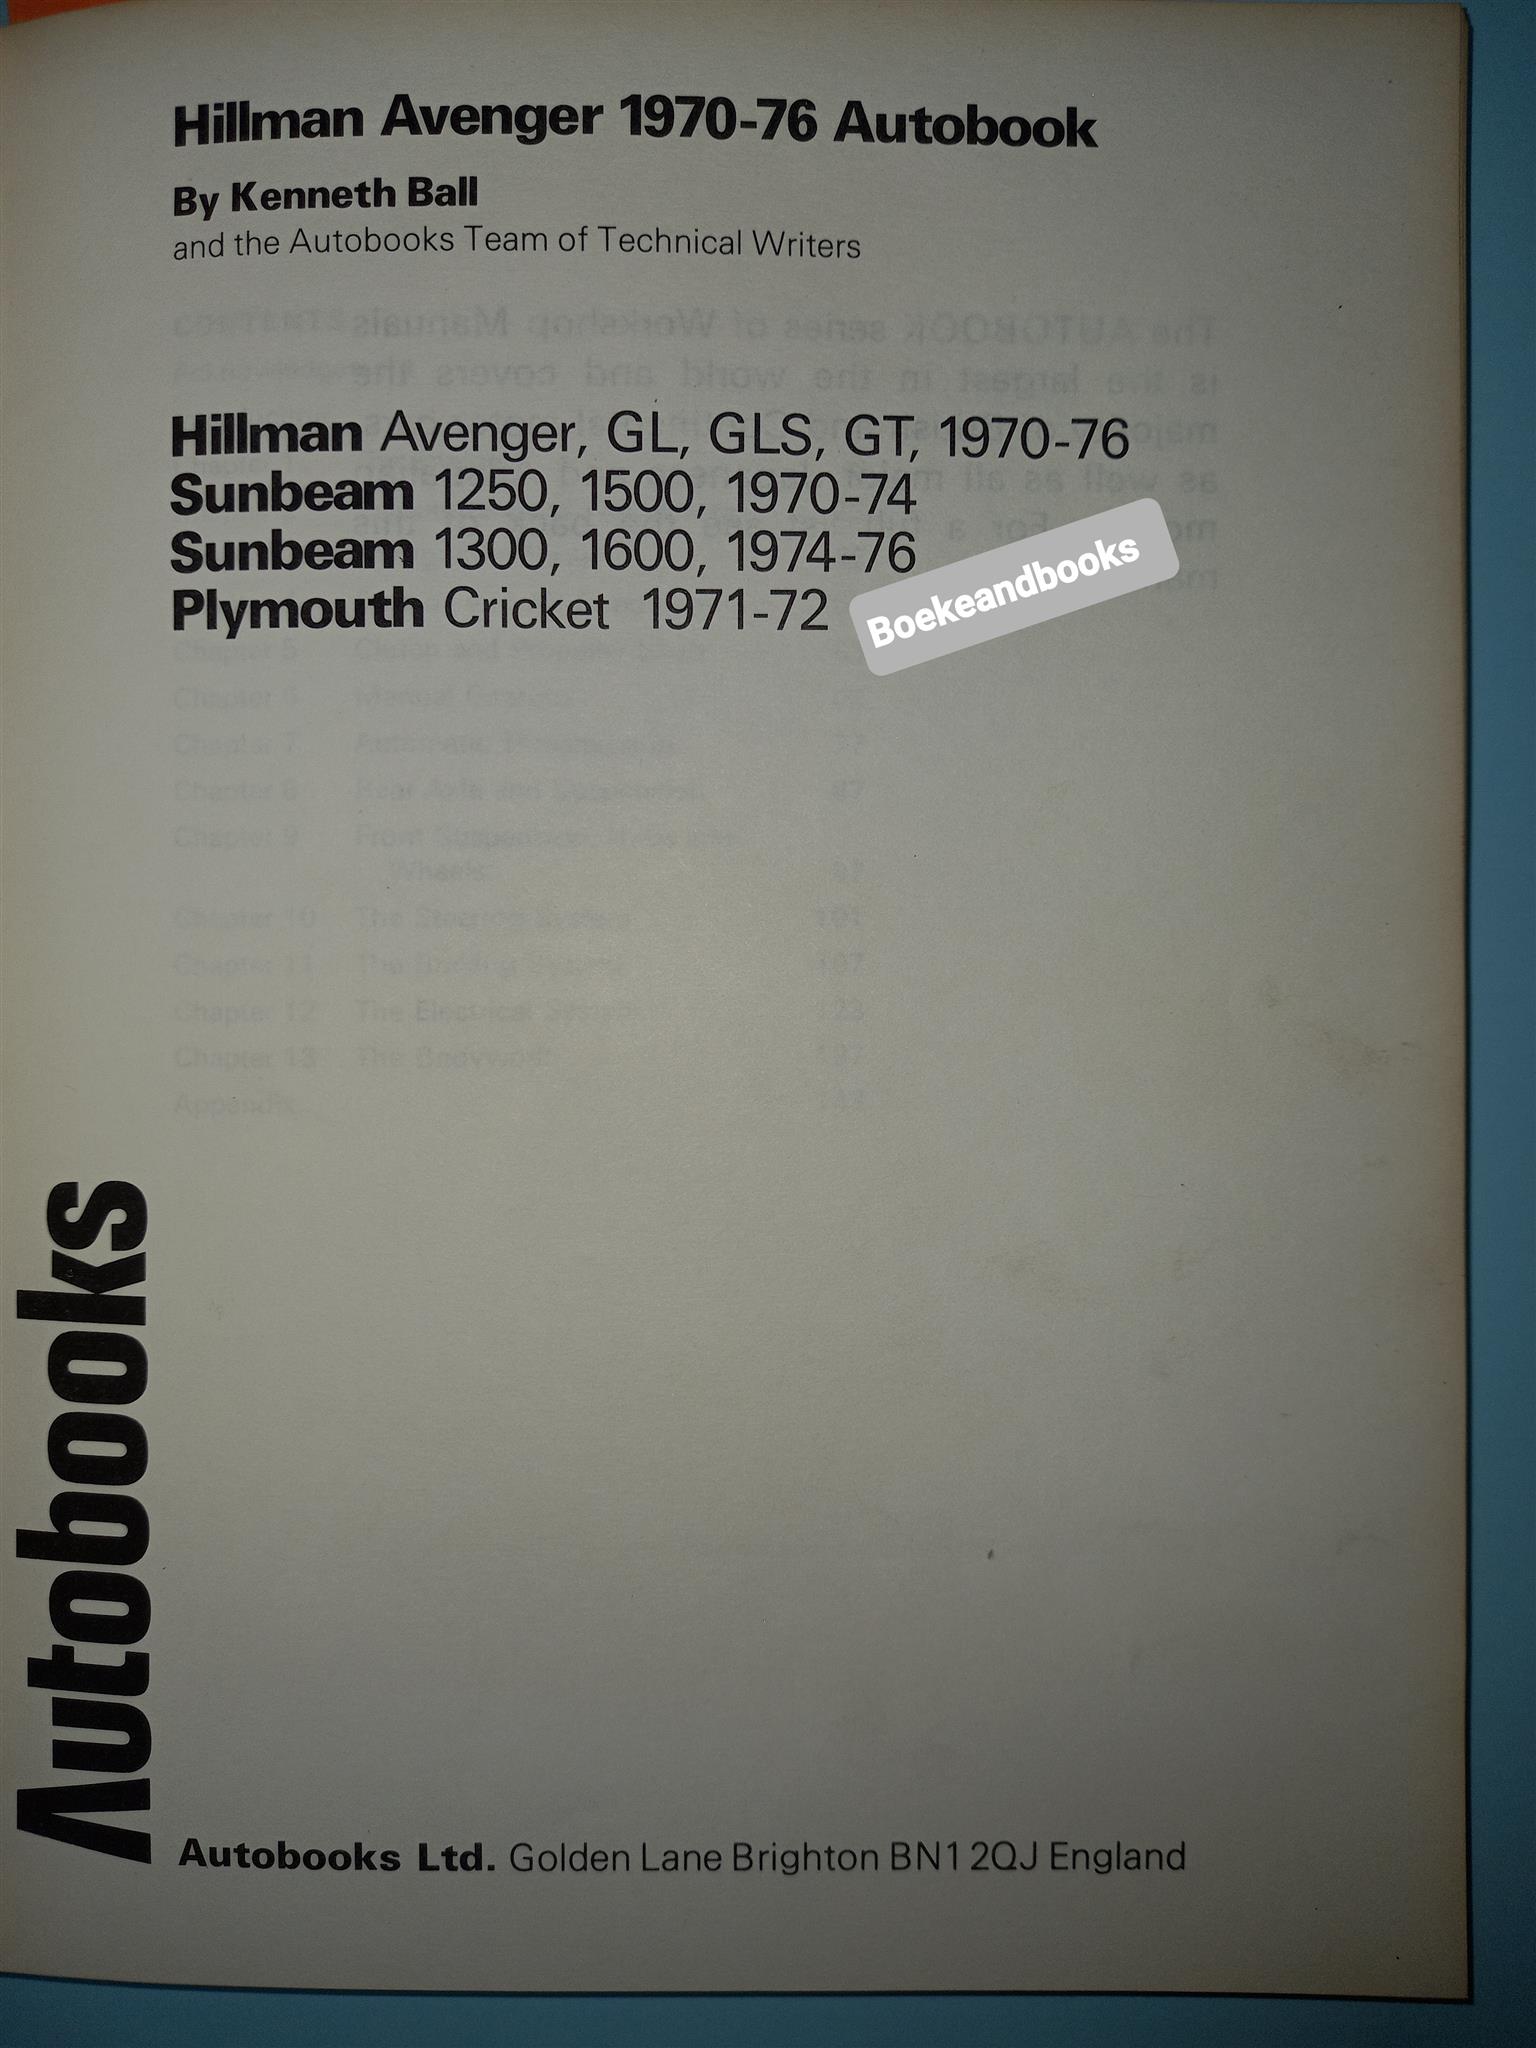 Hillman Avenger 1970-76 Autobook
By Kenneth Ball
and the Autobooks Team of Technical Writers
Hillman Avenger, GL, GLS, GT, 1970-76
Sunbeam 1250, 1500, 1970-74
Sunbeam 1300, 1600, 1974-76
Plymouth Cricket 1971-72
Boekeandbooks
Autobooks
Autobooks Ltd. Golden Lane Brighton BN1 2QJ England